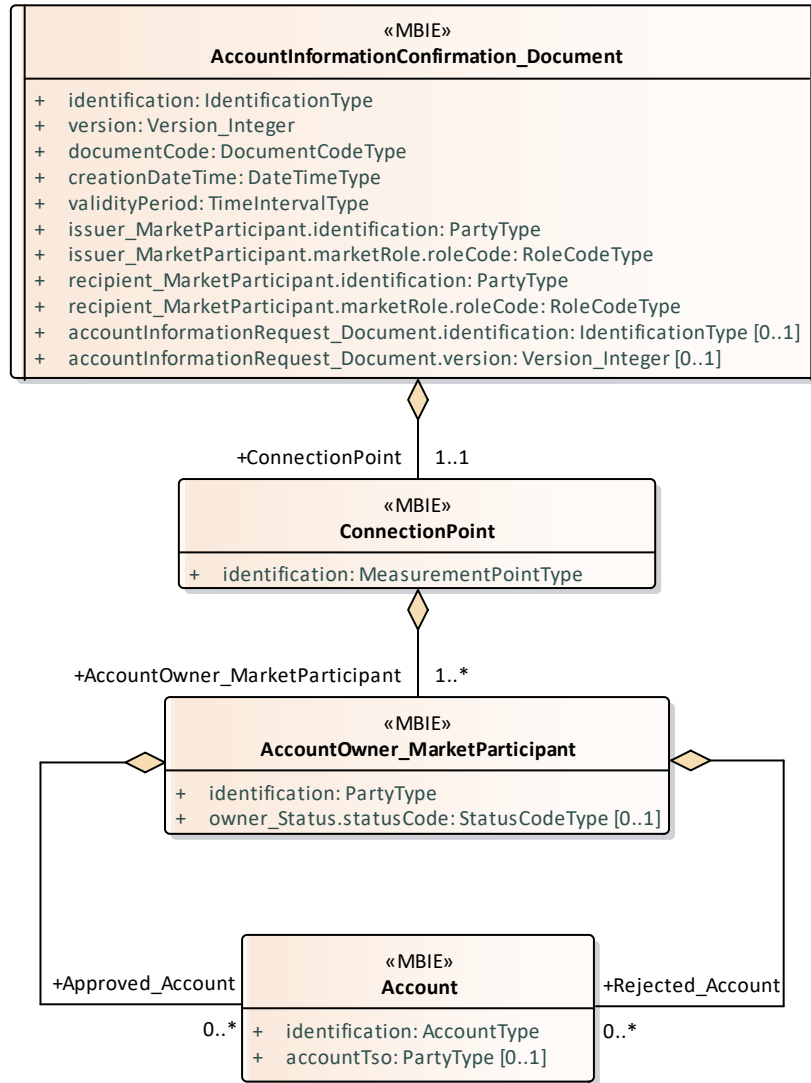 «MBIE»
AccountInformationConfirmation_Document
+ identification: IdentificationType
+ version: Version_Integer
+ documentCode: DocumentCodeType
+ creationDateTime: DateTimeType
+ validityPeriod: TimeIntervalType
+ issuer_MarketParticipant.identification: PartyType
+ issuer_MarketParticipant.marketRole.roleCode: RoleCodeType
+ recipient_MarketParticipant.identification: PartyType
+ recipient_MarketParticipant.marketRole.roleCode: RoleCodeType
+ accountInformationRequest_Document.identification: IdentificationType [0..1]
+ accountInformationRequest_Document.version: Version_Integer [0..1]
+ConnectionPoint 1..1
«MBIE»
ConnectionPoint
+ identification: MeasurementPointType
+AccountOwner_MarketParticipant 1..*
«MBIE»
AccountOwner_MarketParticipant
+ identification: PartyType
+ owner_Status.statusCode: StatusCodeType [0..1]
+Approved_Account
0..*
«MBIE»
Account
+ identification: AccountType
+ accountTso: PartyType [0..1]
+Rejected_Account
0..*